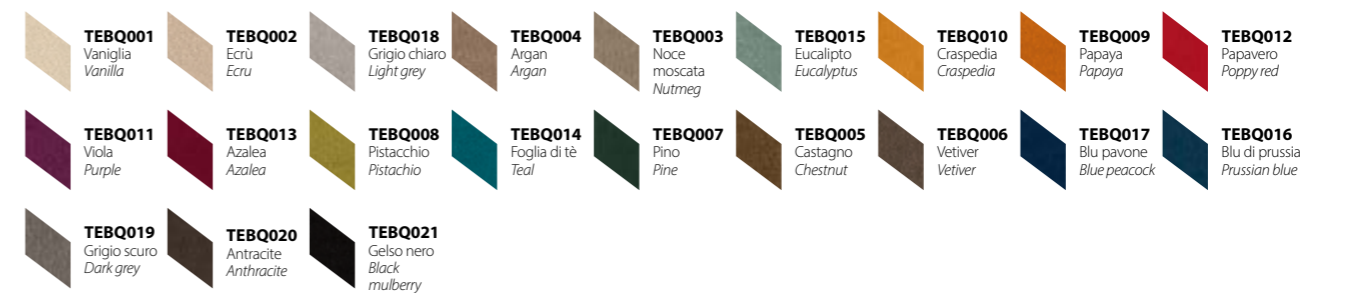 TEBQ001
Vaniglia
Vanilla
TEBQ002
Ecrù
Ecru
TEBQ018
Grigio chiaro
Light grey
TEBQ004
Argan
Argan
TEBQ003
Noce
moscata
Nutmeg
TEBQ015
Eucalipto
Eucalyptus
TEBQ010
Craspedia
Craspedia
TEBQ009
Papaya
Papaya
TEBQ012
Papavero
Poppy red
TEBQ011
Viola
Purple
TEBQ013
Azalea
Azalea
TEBQ008
Pistacchio
Pistachio
TEBQ014
Foglia di tè
Teal
TEBQ007
Pino
Pine
TEBQ005
Castagno
Chestnut
TEBQ006
Vetiver
Vetiver
TEBQ017
Blu pavone
Blue peacock
TEBQ016
Blu di prussia
Prussian blue
TEBQ019
Grigio scuro
Dark grey
TEBQ020
Antracite
Anthracite
TEBQ021
Gelso nero
Black
mulberry